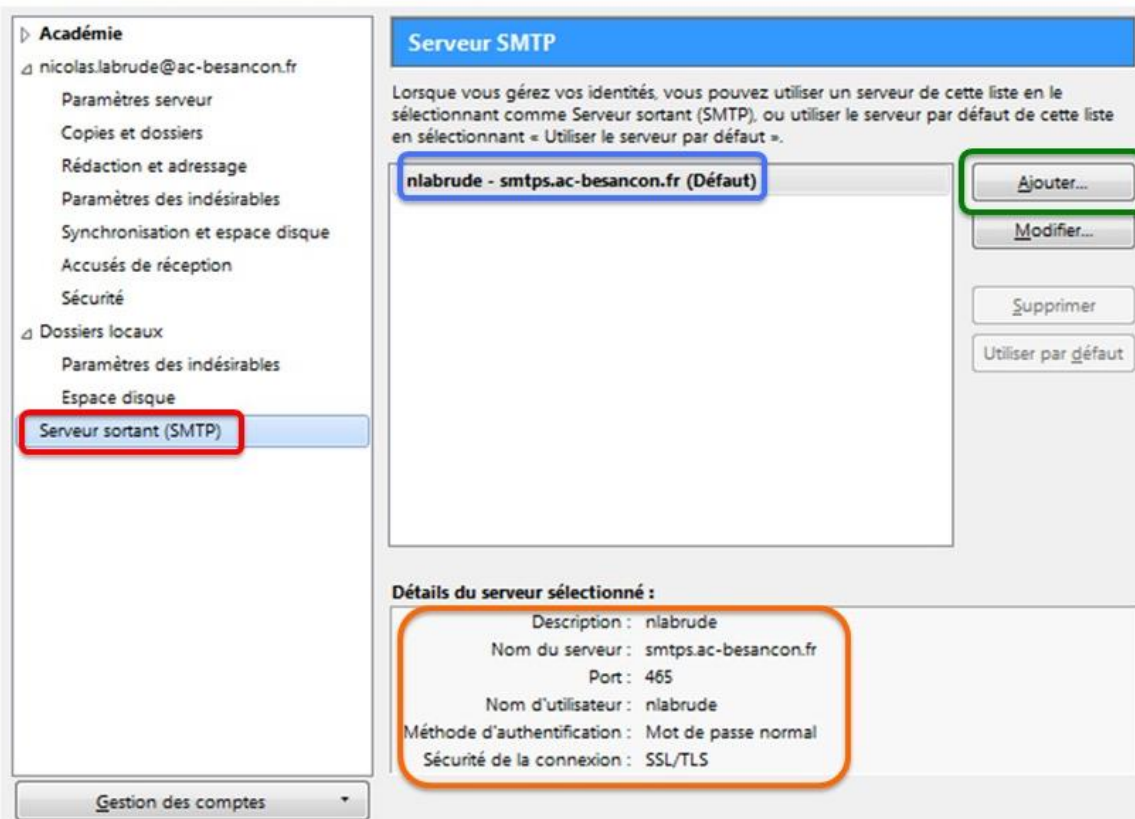 Académie
nicolas.labrude@ac-besancon.fr
Paramètres serveur
Copies et dossiers
Rédaction et adressage
Paramètres des indésirables
Synchronisation et espace disque
Accusés de réception
Sécurité
Dossiers locaux
Paramètres des indésirables
Espace disque
Serveur sortant (SMTP)
Gestion des comptes
Serveur SMTP
Lorsque vous gérez vos identités, vous pouvez utiliser un serveur de cette liste en le
sélectionnant comme Serveur sortant (SMTP), ou utiliser le serveur par défaut de cette liste
en sélectionnant « Utiliser le serveur par défaut ».
nlabrude - smtps.ac-besancon.fr (Défaut)
Ajouter...
Modifier...
Supprimer
Utiliser par défaut
Détails du serveur sélectionné :
Description : nlabrude
Nom du serveur : smtps.ac-besancon.fr
Port : 465
Nom d'utilisateur : nlabrude
Méthode d'authentification : Mot de passe normal
Sécurité de la connexion : SSL/TLS